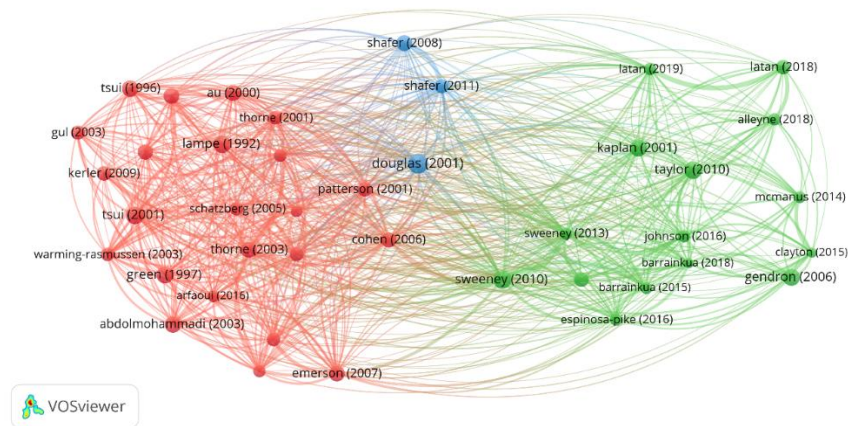 shafer (2008)
latan (2019)
latan (2018)
tsui (1996)
au (2000)
shafer (2011)
thorne (2001)
alleyne (2018)
gul (2003)
lampe (1992)
kaplan (2001)
douglas (2001)
taylor (2010)
kerler (2009)
patterson (2001)
mcmanus (2014)
tsui (2001)
schatzberg (2005)
sweeney (2013)
johnson (2016)
cohen (2006)
warming-rasmussen (2003)
thorne (2003)
clayton (2015)
barrainkua (2018)
green (1997)
sweeney (2010)
gendron (2006)
arfaoui (2016)
barrainkua (2015)
abdolmohammadi (2003)
espinosa-pike (2016)
emerson (2007)
VOSviewer